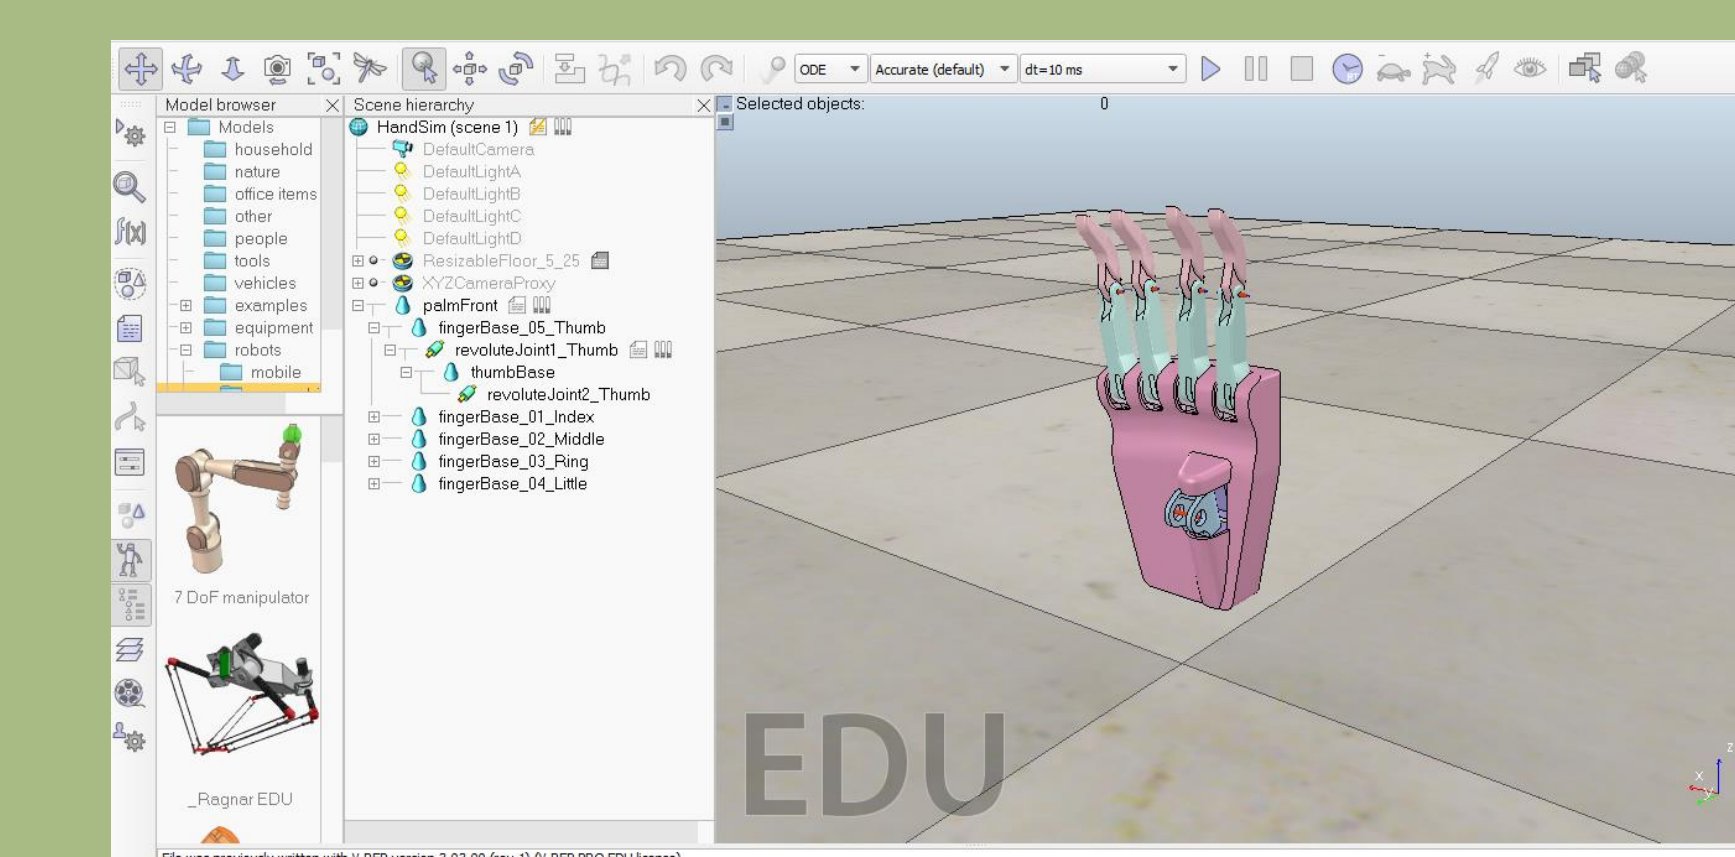 ODE
Accurate (default)
dt=10 ms
Model browser
Scene hierarchy
Selected objects:
0
Models
household
nature
office items
other
people
tools
vehicles
examples
equipment
robots
mobile
7 DoF manipulator
_Ragnar EDU
HandSim (scene 1)
DefaultCamera
DefaultLightA
DefaultLightB
DefaultLightC
DefaultLightD
ResizableFloor_5_25
XYZCameraProxy
palmFront
fingerBase_05_Thumb
revoluteJoint1_Thumb
thumbBase
revoluteJoint2_Thumb
fingerBase_01_Index
fingerBase_02_Middle
fingerBase_03_Ring
fingerBase_04_Little
f(x)
RT
EDU
z
x
y